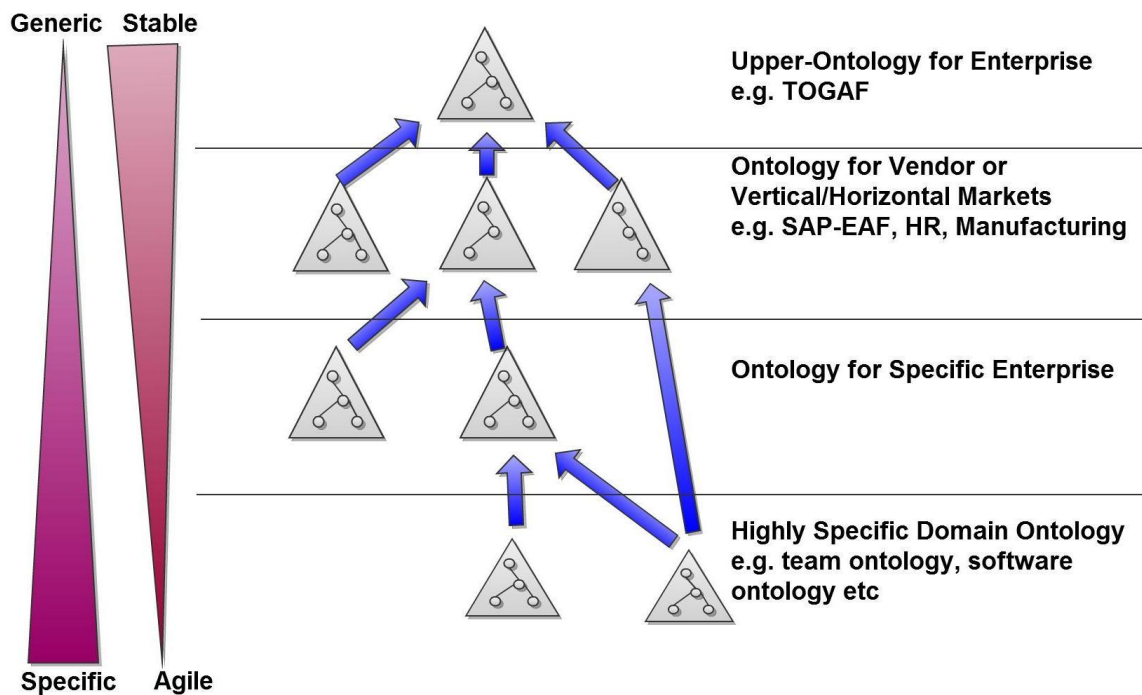 Generic Stable
Upper-Ontology for Enterprise
e.g. TOGAF
Ontology for Vendor or
Vertical/Horizontal Markets
e.g. SAP-EAF, HR, Manufacturing
Ontology for Specific Enterprise
Highly Specific Domain Ontology
e.g. team ontology, software
ontology etc
Specific Agile